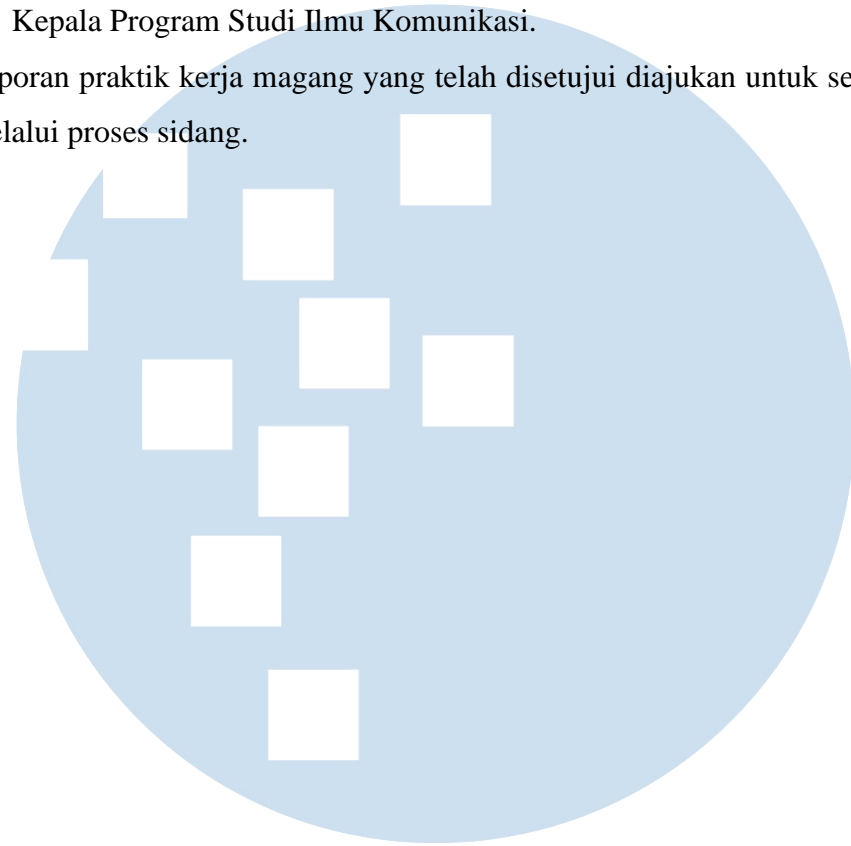 Kepala Program Studi Ilmu Komunikasi.
poran praktik kerja magang yang telah disetujui diajukan untuk se
elalui proses sidang.